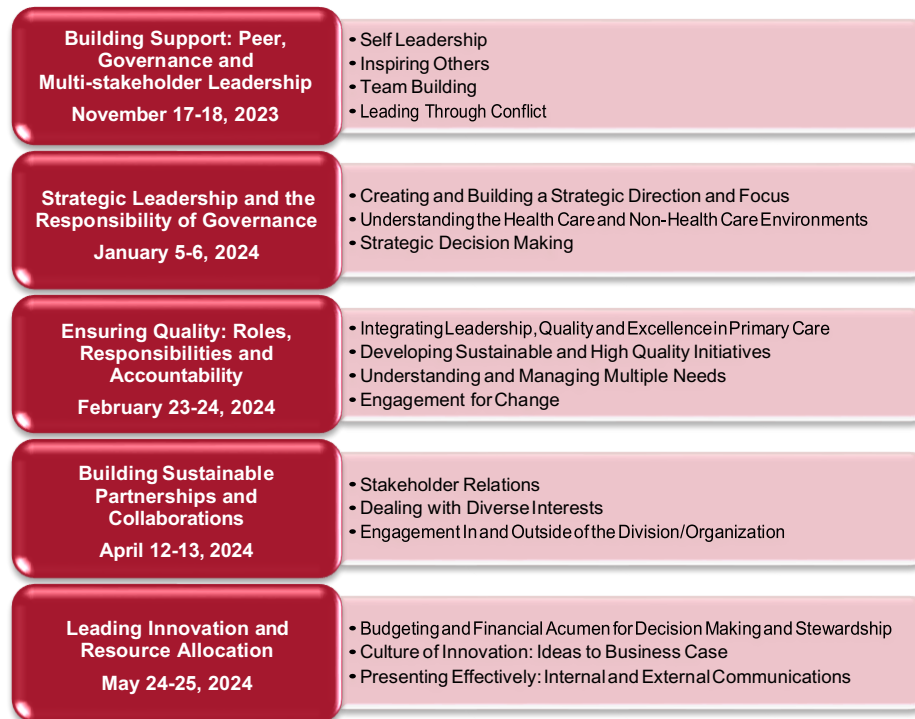 Building Support: Peer,
Governance and
Multi-stakeholder Leadership
November 17-18, 2023
• Self Leadership
• Inspiring Others
• Team Building
• Leading Through Conflict
Strategic Leadership and the
Responsibility of Governance
January 5-6, 2024
• Creating and Building a Strategic Direction and Focus
• Understanding the Health Care and Non-Health Care Environments
• Strategic Decision Making
Ensuring Quality: Roles,
Responsibilities and
Accountability
February 23-24, 2024
• Integrating Leadership, Quality and Excellence in Primary Care
• Developing Sustainable and High Quality Initiatives
• Understanding and Managing Multiple Needs
• Engagement for Change
Building Sustainable
Partnerships and
Collaborations
April 12-13, 2024
• Stakeholder Relations
• Dealing with Diverse Interests
• Engagement In and Outside of the Division/Organization
Leading Innovation and
Resource Allocation
May 24-25, 2024
• Budgeting and Financial Acumen for Decision Making and Stewardship
• Culture of Innovation: Ideas to Business Case
• Presenting Effectively: Internal and External Communications